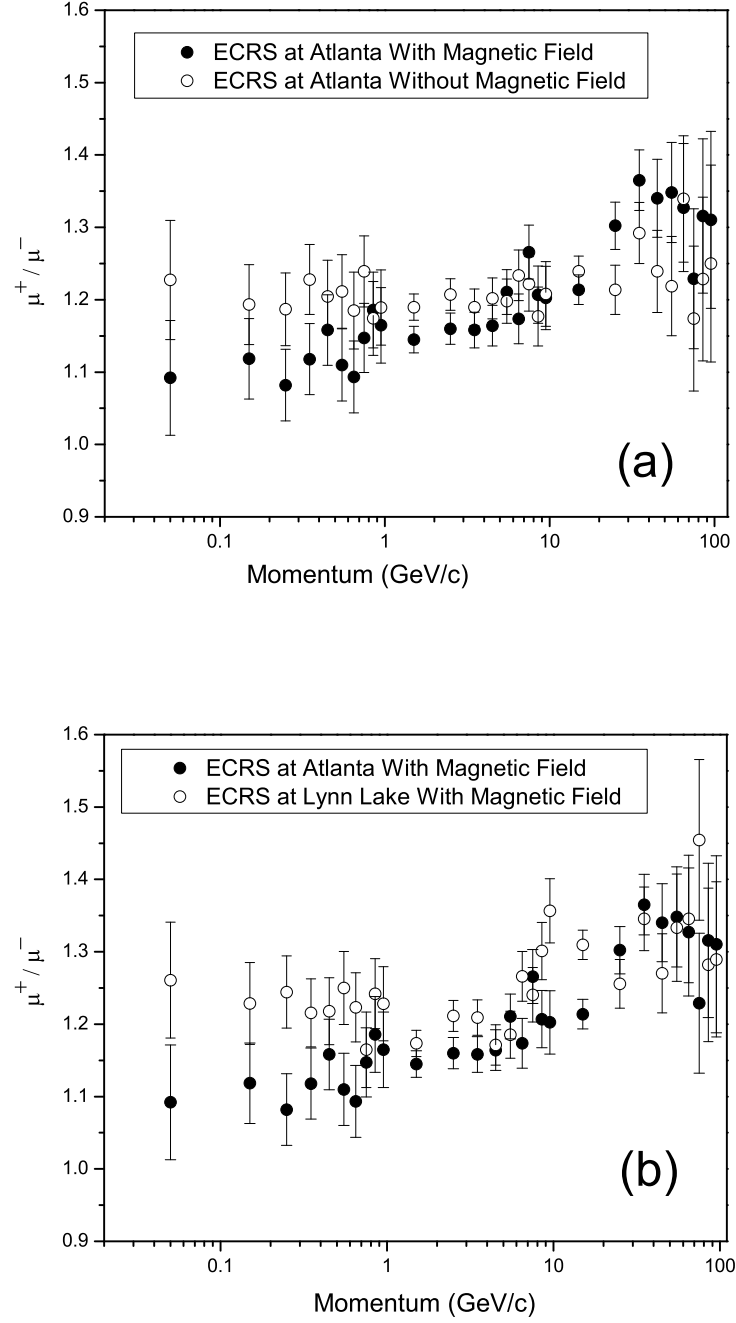 1.6
ECRS at Atlanta With Magnetic Field
ECRS at Atlanta Without Magnetic Field
1.5
1.4
1.3
1.2
1.1
1.0
0.9
μ⁺ / μ⁻
(a)
0.1 1 10 100
Momentum (GeV/c)
1.6
ECRS at Atlanta With Magnetic Field
ECRS at Lynn Lake With Magnetic Field
1.5
1.4
1.3
1.2
1.1
1.0
0.9
μ⁺ / μ⁻
(b)
0.1 1 10 100
Momentum (GeV/c)